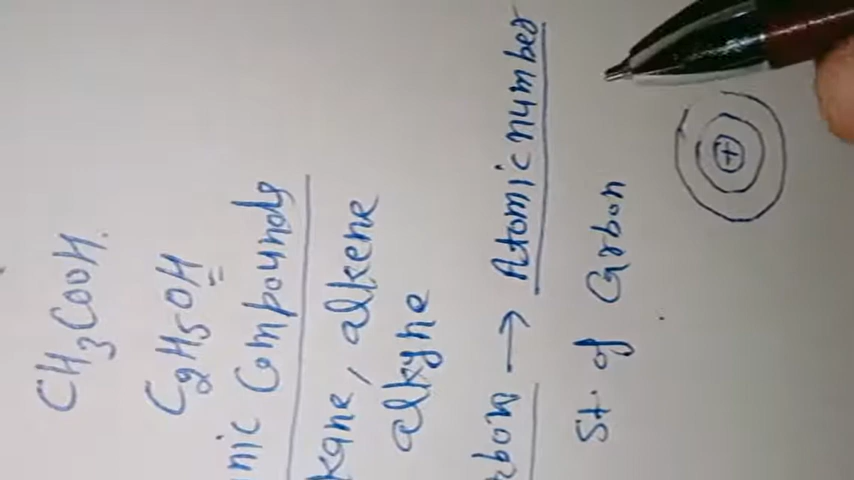 CH3COOH.
C2H5OH
nic Compounds
kane, alkene
alkyne
rbon → Atomic number
St. of Carbon
+